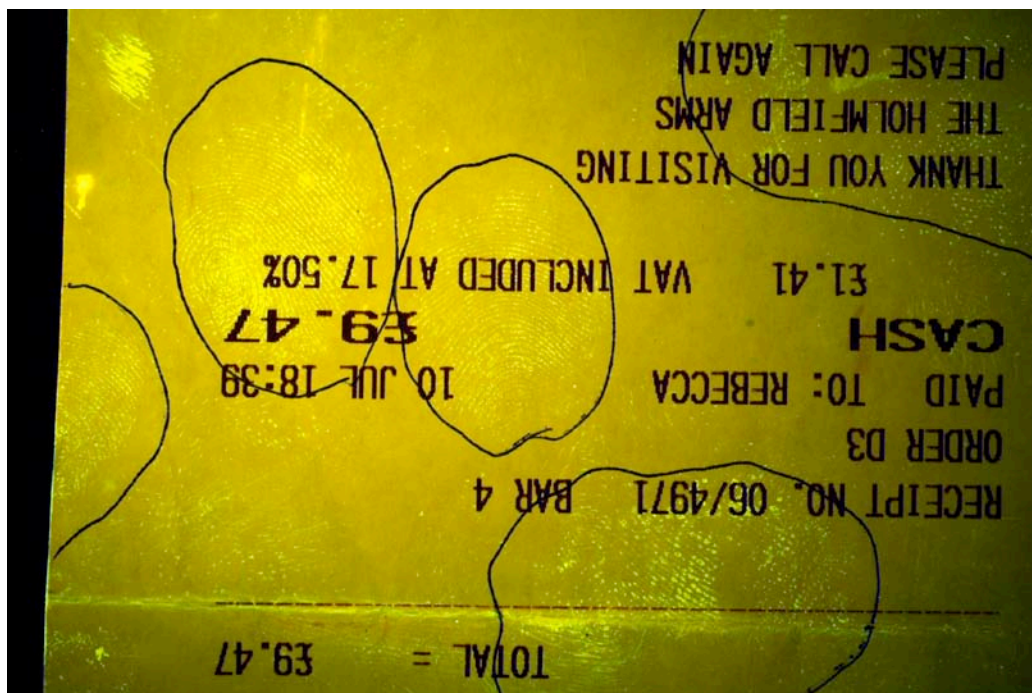 TOTAL = £9.47
RECEIPT NO. 06/4971 BAR 4
ORDER D3
PAID TO: REBECCA 10 JUL 18:39
CASH £9.47
£1.41 VAT INCLUDED AT 17.50%
THANK YOU FOR VISITING
THE HOLMFIELD ARMS
PLEASE CALL AGAIN